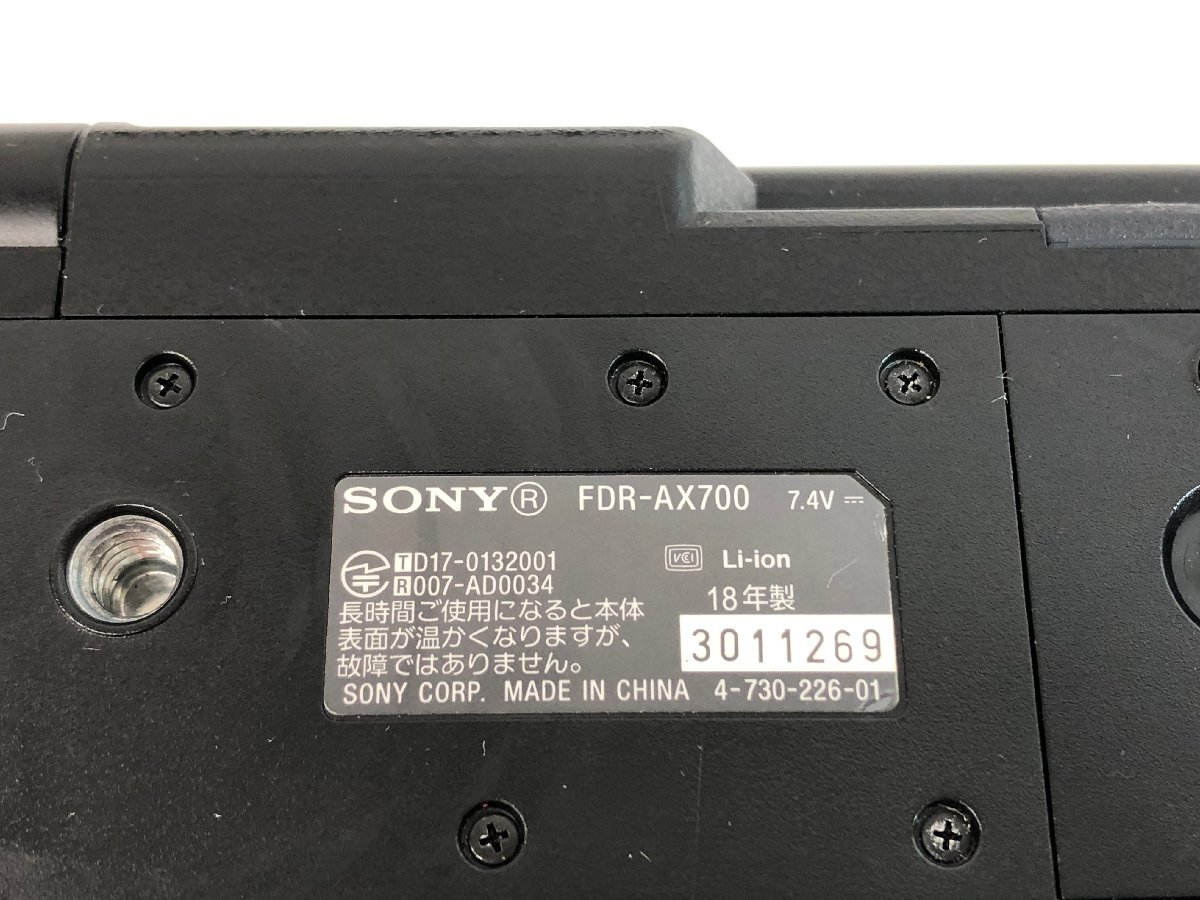 SONY® FDR-AX700 7.4V ⎓
TD17-0132001
R007-AD0034
VCI Li-ion
18年製
3011269
長時間ご使用になると本体
表面が温かくなりますが、
故障ではありません。
SONY CORP. MADE IN CHINA 4-730-226-01